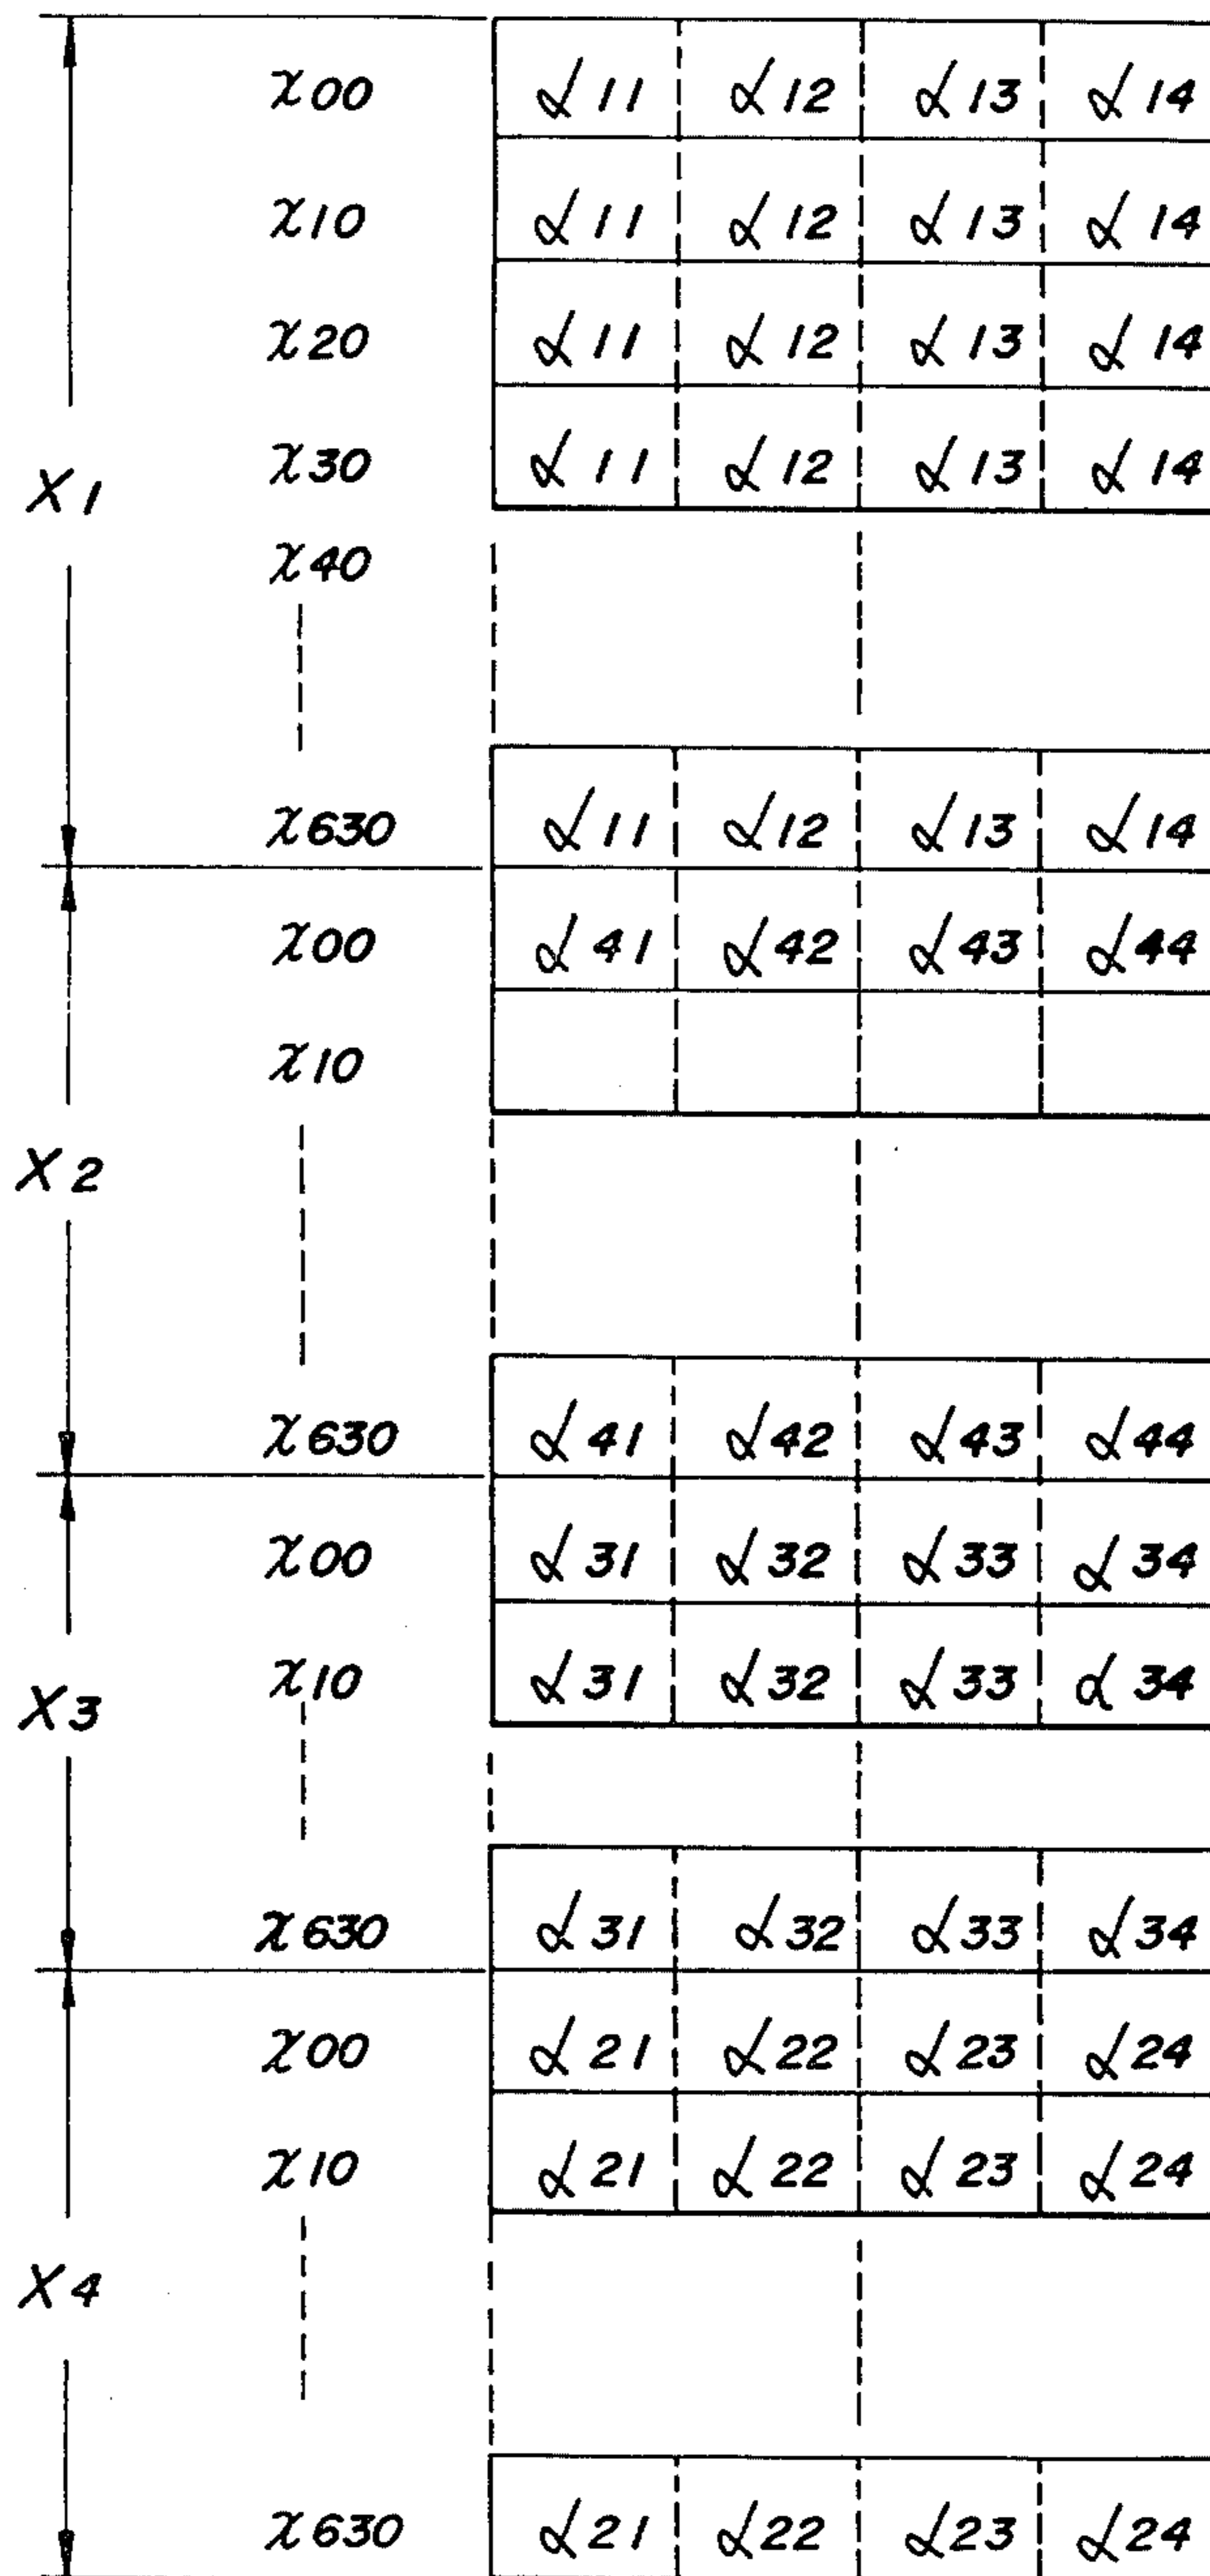 χ00 α11 α12 α13 α14
χ10 α11 α12 α13 α14
χ20 α11 α12 α13 α14
χ30 α11 α12 α13 α14
X1
χ40
χ630 α11 α12 α13 α14
χ00 α41 α42 α43 α44
χ10
X2
χ630 α41 α42 α43 α44
χ00 α31 α32 α33 α34
χ10 α31 α32 α33 α34
X3
χ630 α31 α32 α33 α34
χ00 α21 α22 α23 α24
χ10 α21 α22 α23 α24
X4
χ630 α21 α22 α23 α24